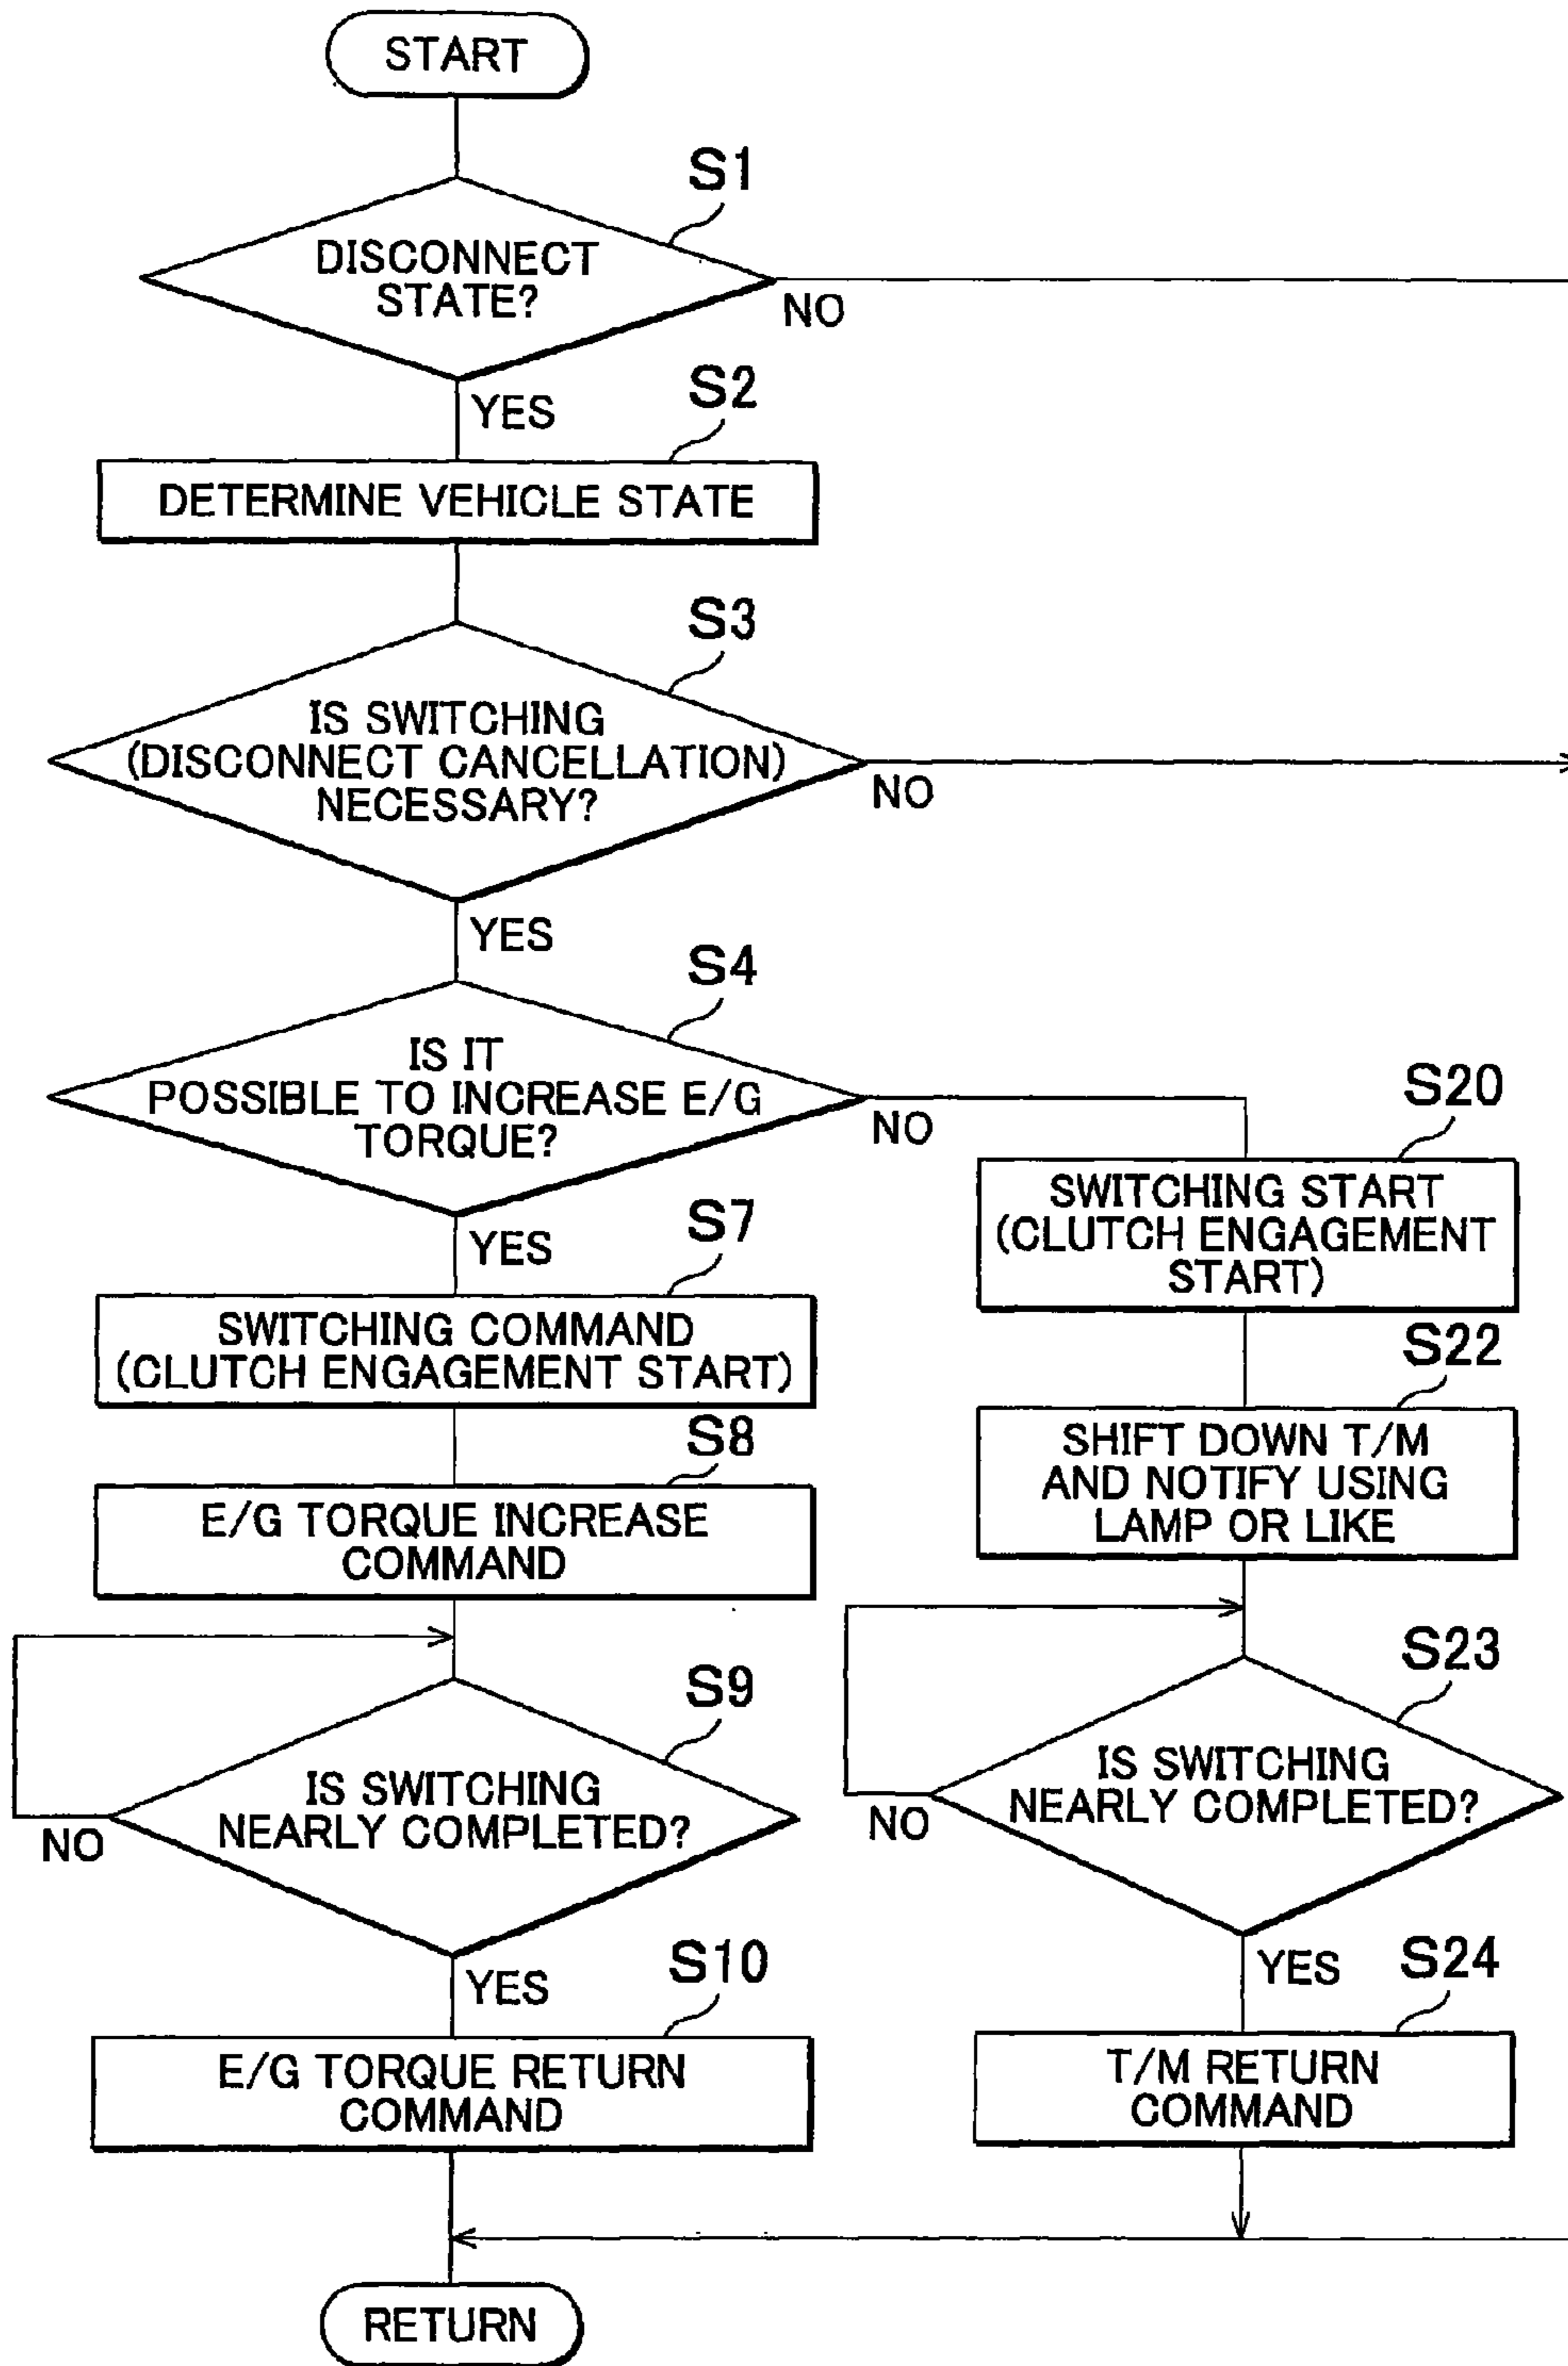 START
S1
DISCONNECT
STATE?
NO
YES
S2
DETERMINE VEHICLE STATE
S3
IS SWITCHING
(DISCONNECT CANCELLATION)
NECESSARY?
NO
YES
S4
IS IT
POSSIBLE TO INCREASE E/G
TORQUE?
NO
YES
S7
SWITCHING COMMAND
(CLUTCH ENGAGEMENT START)
S8
E/G TORQUE INCREASE
COMMAND
S9
IS SWITCHING
NEARLY COMPLETED?
NO
YES
S10
E/G TORQUE RETURN
COMMAND
S20
SWITCHING START
(CLUTCH ENGAGEMENT
START)
S22
SHIFT DOWN T/M
AND NOTIFY USING
LAMP OR LIKE
S23
IS SWITCHING
NEARLY COMPLETED?
NO
YES
S24
T/M RETURN
COMMAND
RETURN